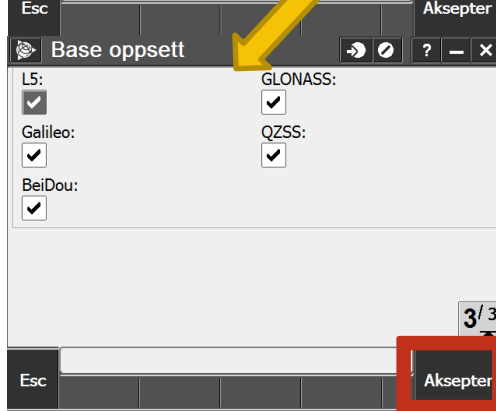 Esc Aksepter
Base oppsett ? – x
L5: GLONASS:
Galileo: QZSS:
BeiDou:
3/3
Esc Aksepter